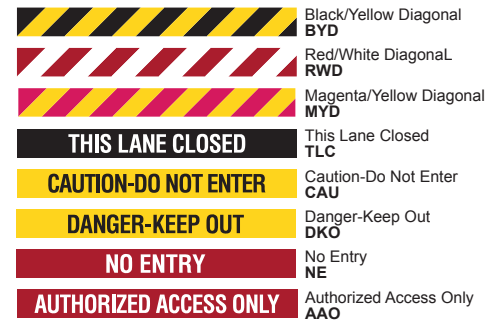 Black/Yellow Diagonal
BYD
Red/White DiagonaL
RWD
Magenta/Yellow Diagonal
MYD
THIS LANE CLOSED
This Lane Closed
TLC
CAUTION-DO NOT ENTER
Caution-Do Not Enter
CAU
DANGER-KEEP OUT
Danger-Keep Out
DKO
NO ENTRY
No Entry
NE
AUTHORIZED ACCESS ONLY
Authorized Access Only
AAO